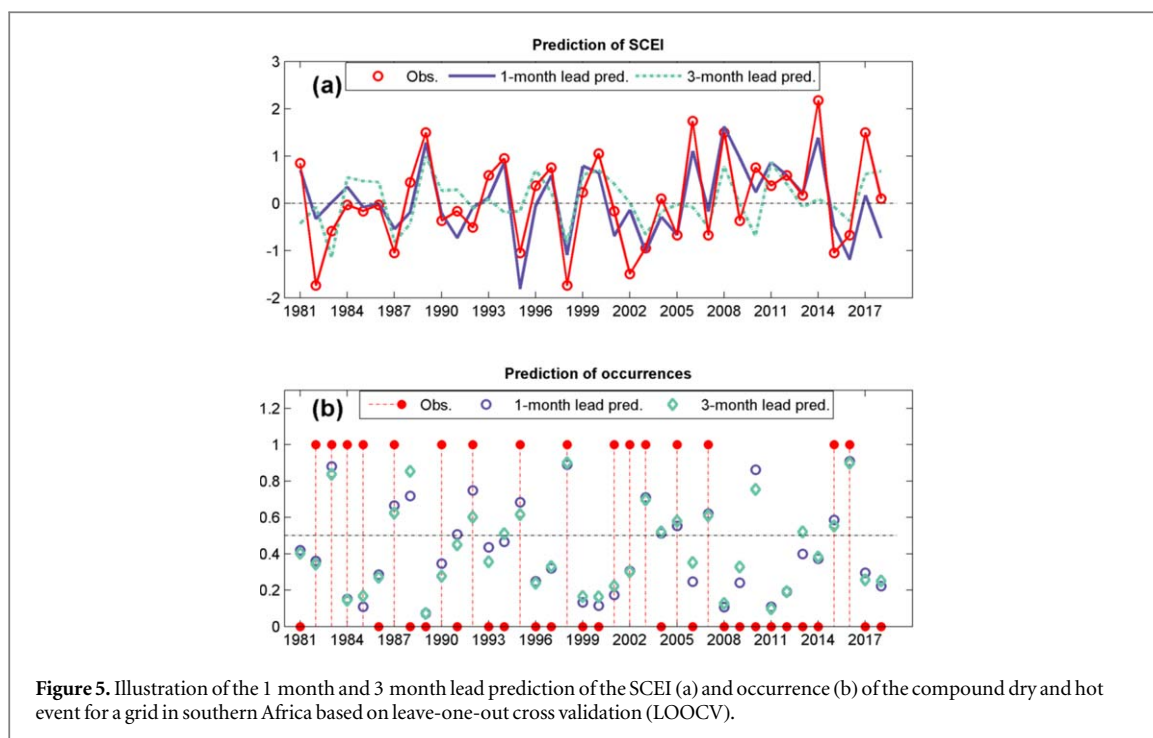 Prediction of SCEI
(a)
Obs. 1-month lead pred. 3-month lead pred.
3
2
1
0
-1
-2
1981 1984 1987 1990 1993 1996 1999 2002 2005 2008 2011 2014 2017
Prediction of occurrences
(b)
Obs. 1-month lead pred. 3-month lead pred.
1.2
1
0.8
0.6
0.4
0.2
0
1981 1984 1987 1990 1993 1996 1999 2002 2005 2008 2011 2014 2017
Figure 5. Illustration of the 1 month and 3 month lead prediction of the SCEI (a) and occurrence (b) of the compound dry and hot
event for a grid in southern Africa based on leave-one-out cross validation (LOOCV).